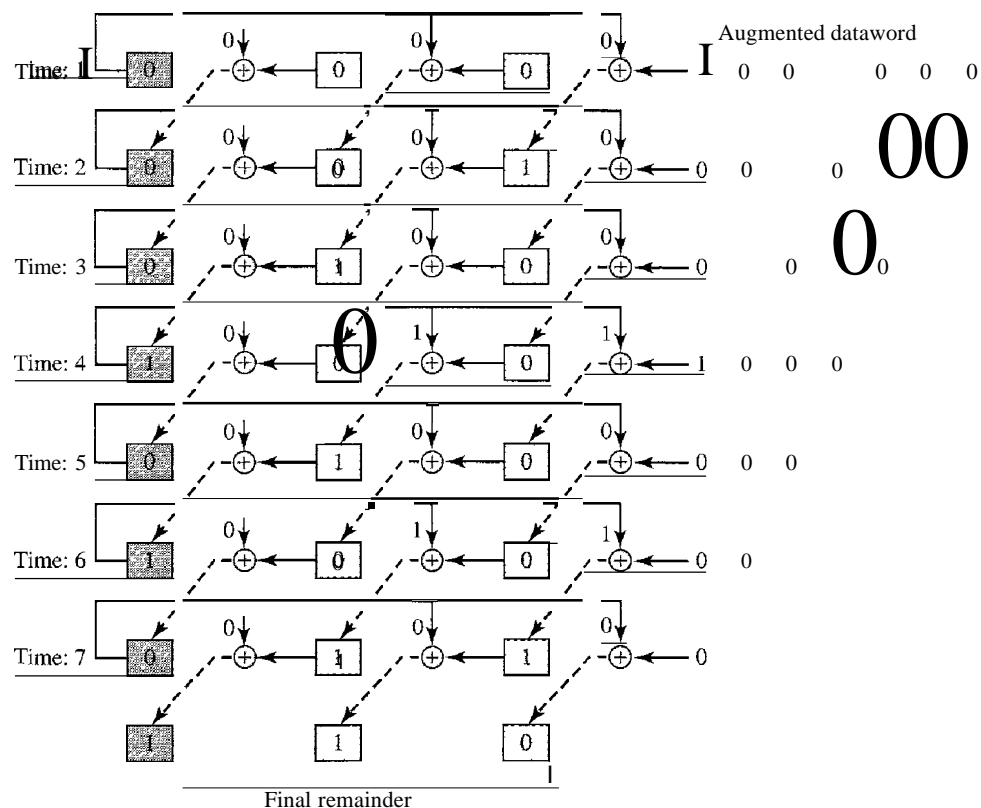 Augmented dataword
0 0 0
Time: 1 0 0 0 I 0 0 0 0 0
0 0 0
Time: 2 0 0 1 0 0 0 00
0 0 0
Time: 3 0 1 0 0 0 0 0
0 1 1
Time: 4 1 0 0 1 0 0 0
0 0 0
Time: 5 0 1 0 0 0 0
0 1 1
Time: 6 1 0 0 0 0
0 0 0
Time: 7 0 1 1 0
1 1 0
Final remainder